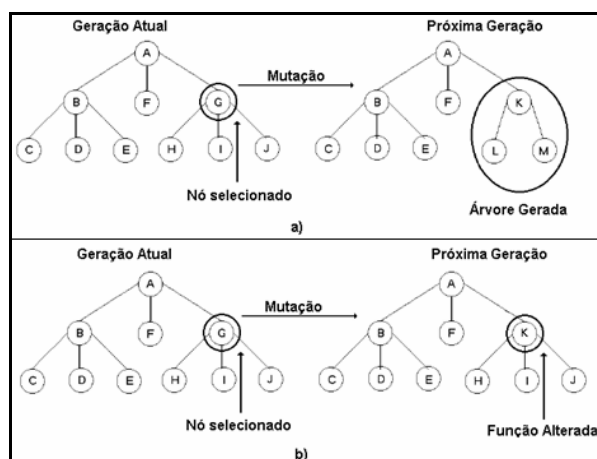 Geração Atual
Próxima Geração
A
A
Mutação
B
F
G
B
F
K
C
D
E
H
I
J
C
D
E
L
M
Nó selecionado
Árvore Gerada
a)
Geração Atual
Próxima Geração
A
A
Mutação
B
F
G
B
F
K
C
D
E
H
I
J
C
D
E
H
I
J
Nó selecionado
Função Alterada
b)